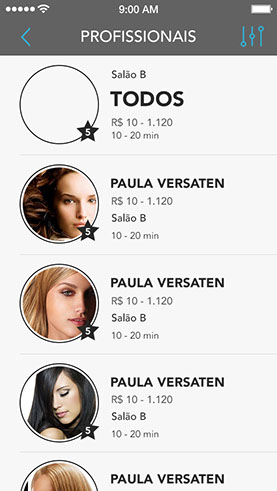 9:00 AM
PROFISSIONAIS
Salão B
TODOS
R$ 10 - 1.120
10 - 20 min
5
PAULA VERSATEN
R$ 10 - 1.120
Salão B
10 - 20 min
5
PAULA VERSATEN
R$ 10 - 1.120
Salão B
10 - 20 min
5
PAULA VERSATEN
R$ 10 - 1.120
Salão B
10 - 20 min
5
PAULA VERSATEN